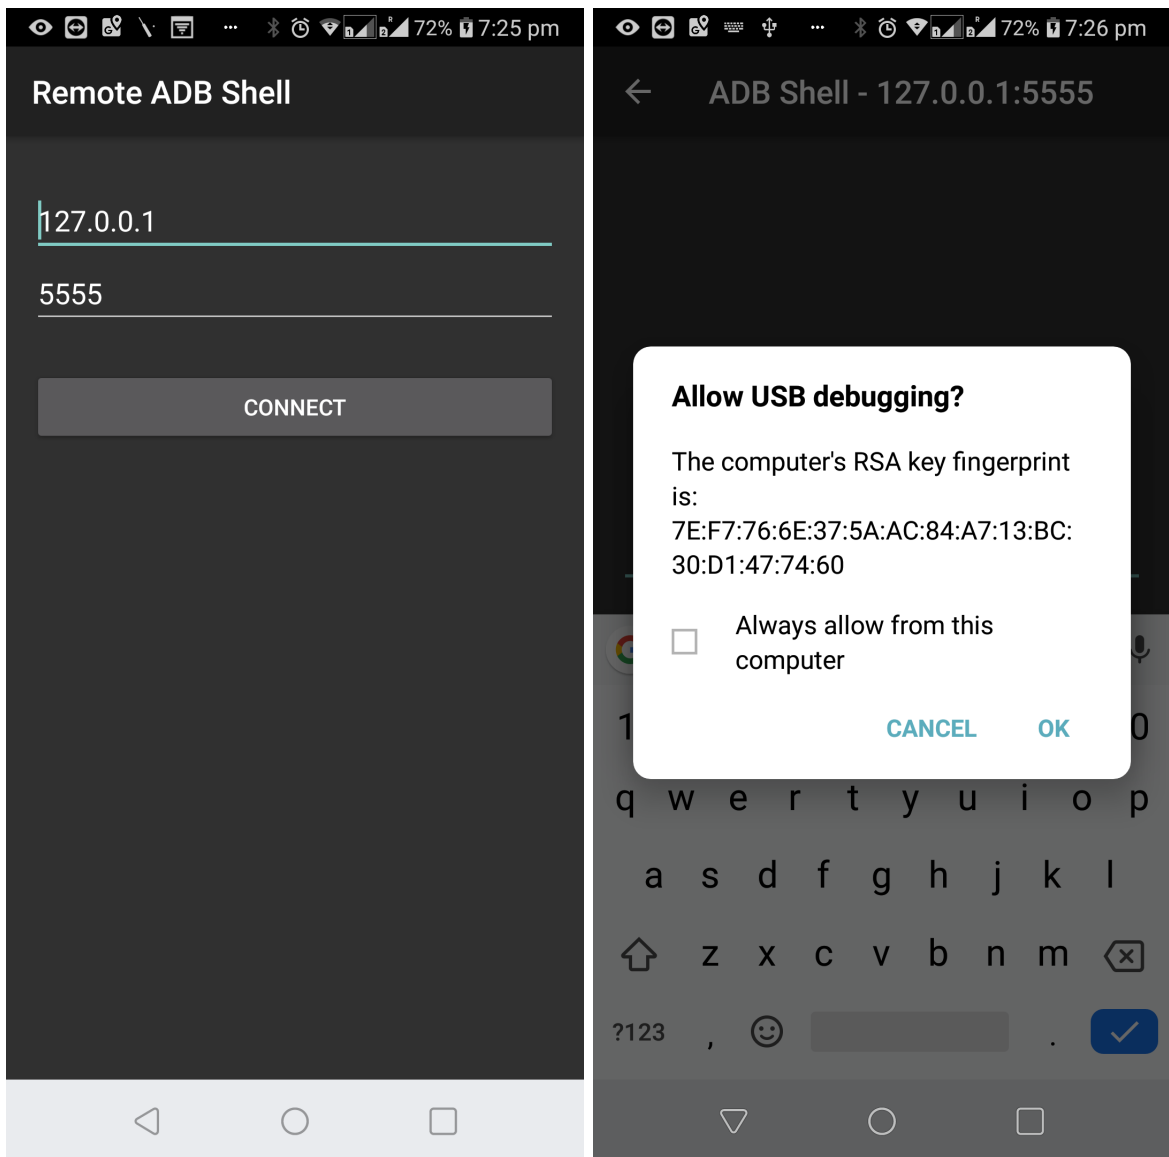 72% 7:25 pm
Remote ADB Shell
127.0.0.1
5555
CONNECT
72% 7:26 pm
ADB Shell - 127.0.0.1:5555
Allow USB debugging?
The computer's RSA key fingerprint
is:
7E:F7:76:6E:37:5A:AC:84:A7:13:BC:
30:D1:47:74:60
Always allow from this
computer
CANCEL OK
1 0
q w e r t y u i o p
a s d f g h j k l
z x c v b n m
?123 , .